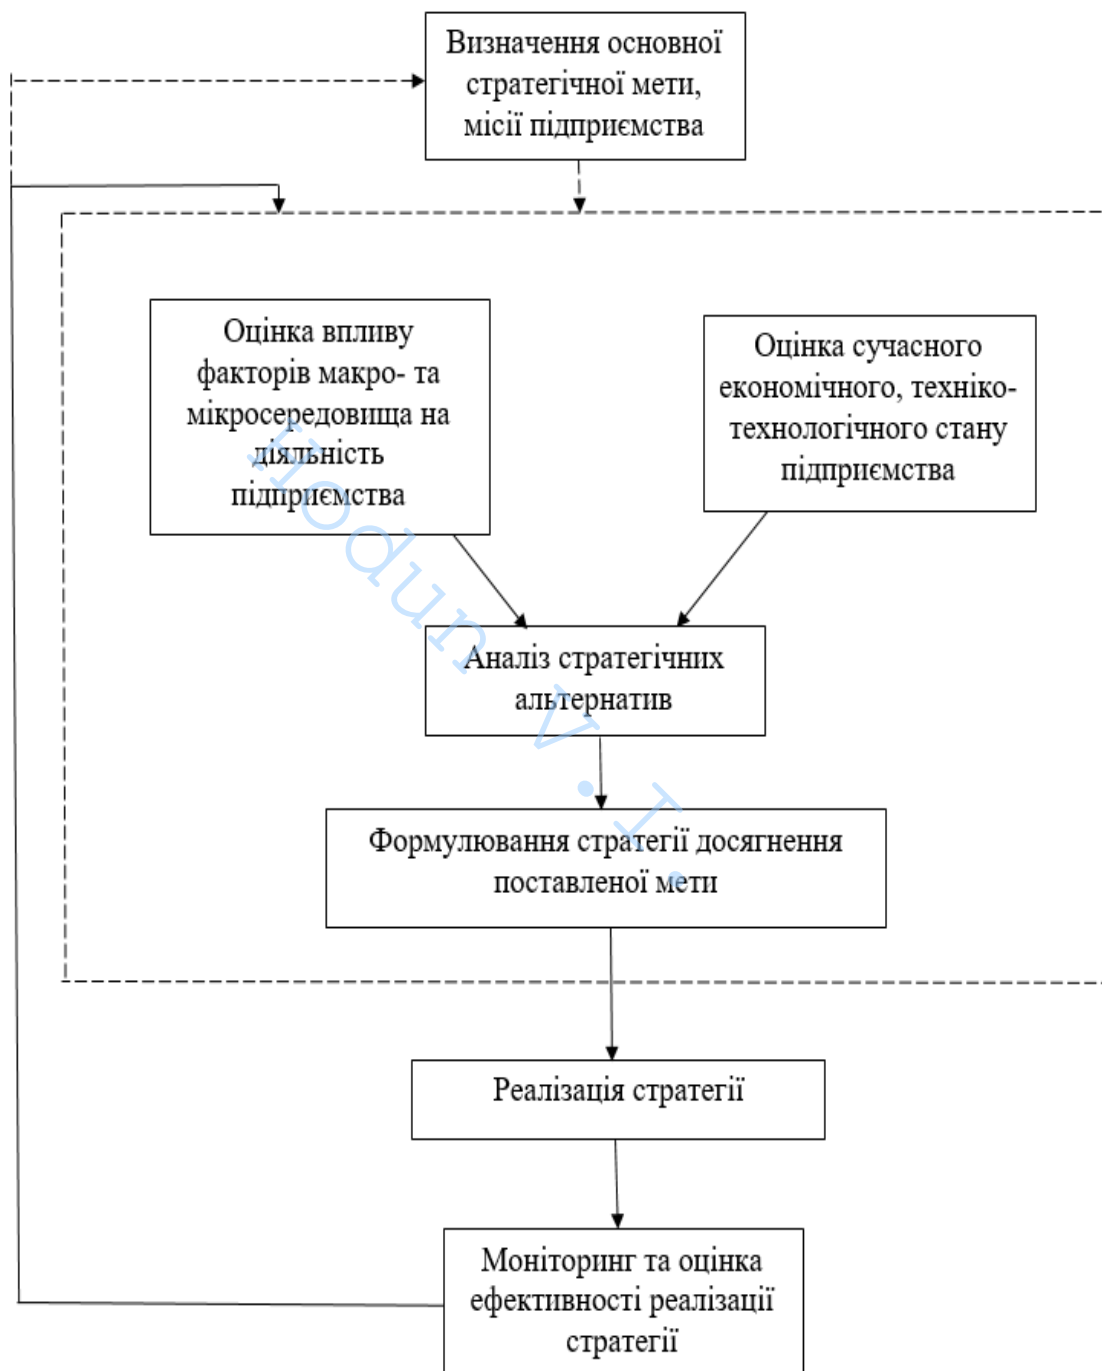 Визначення основної
стратегічної мети,
місії підприємства
Оцінка впливу
факторів макро- та
мікросередовища на
діяльність
підприємства
Оцінка сучасного
економічного, техніко-
технологічного стану
підприємства
Hodun V.I.
Аналіз стратегічних
альтернатив
Формулювання стратегії досягнення
поставленої мети
Реалізація стратегії
Моніторинг та оцінка
ефективності реалізації
стратегії